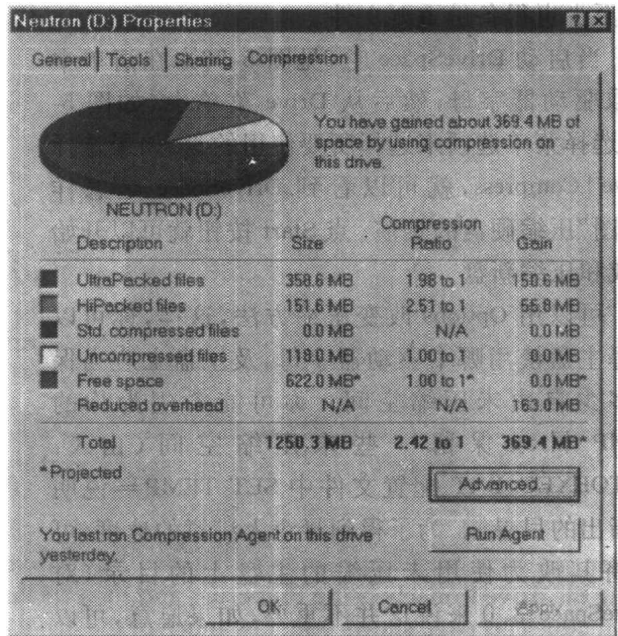 Neutron (D:) Properties
General Tools Sharing Compression
You have gained about 369.4 MB of
space by using compression on
this drive.
NEUTRON (D:)
Description Size Compression Ratio Gain
UltraPacked files 358.6 MB 1.98 to 1 150.6 MB
HiPacked files 151.6 MB 2.51 to 1 55.8 MB
Std. compressed files 0.0 MB N/A 0.0 MB
Uncompressed files 118.0 MB 1.00 to 1 0.0 MB
Free space 622.0 MB* 1.00 to 1* 0.0 MB*
Reduced overhead N/A N/A 163.0 MB
Total 1250.3 MB 2.42 to 1 369.4 MB*
*Projected
Advanced...
You last ran Compression Agent on this drive
yesterday.
Run Agent
OK Cancel Apply